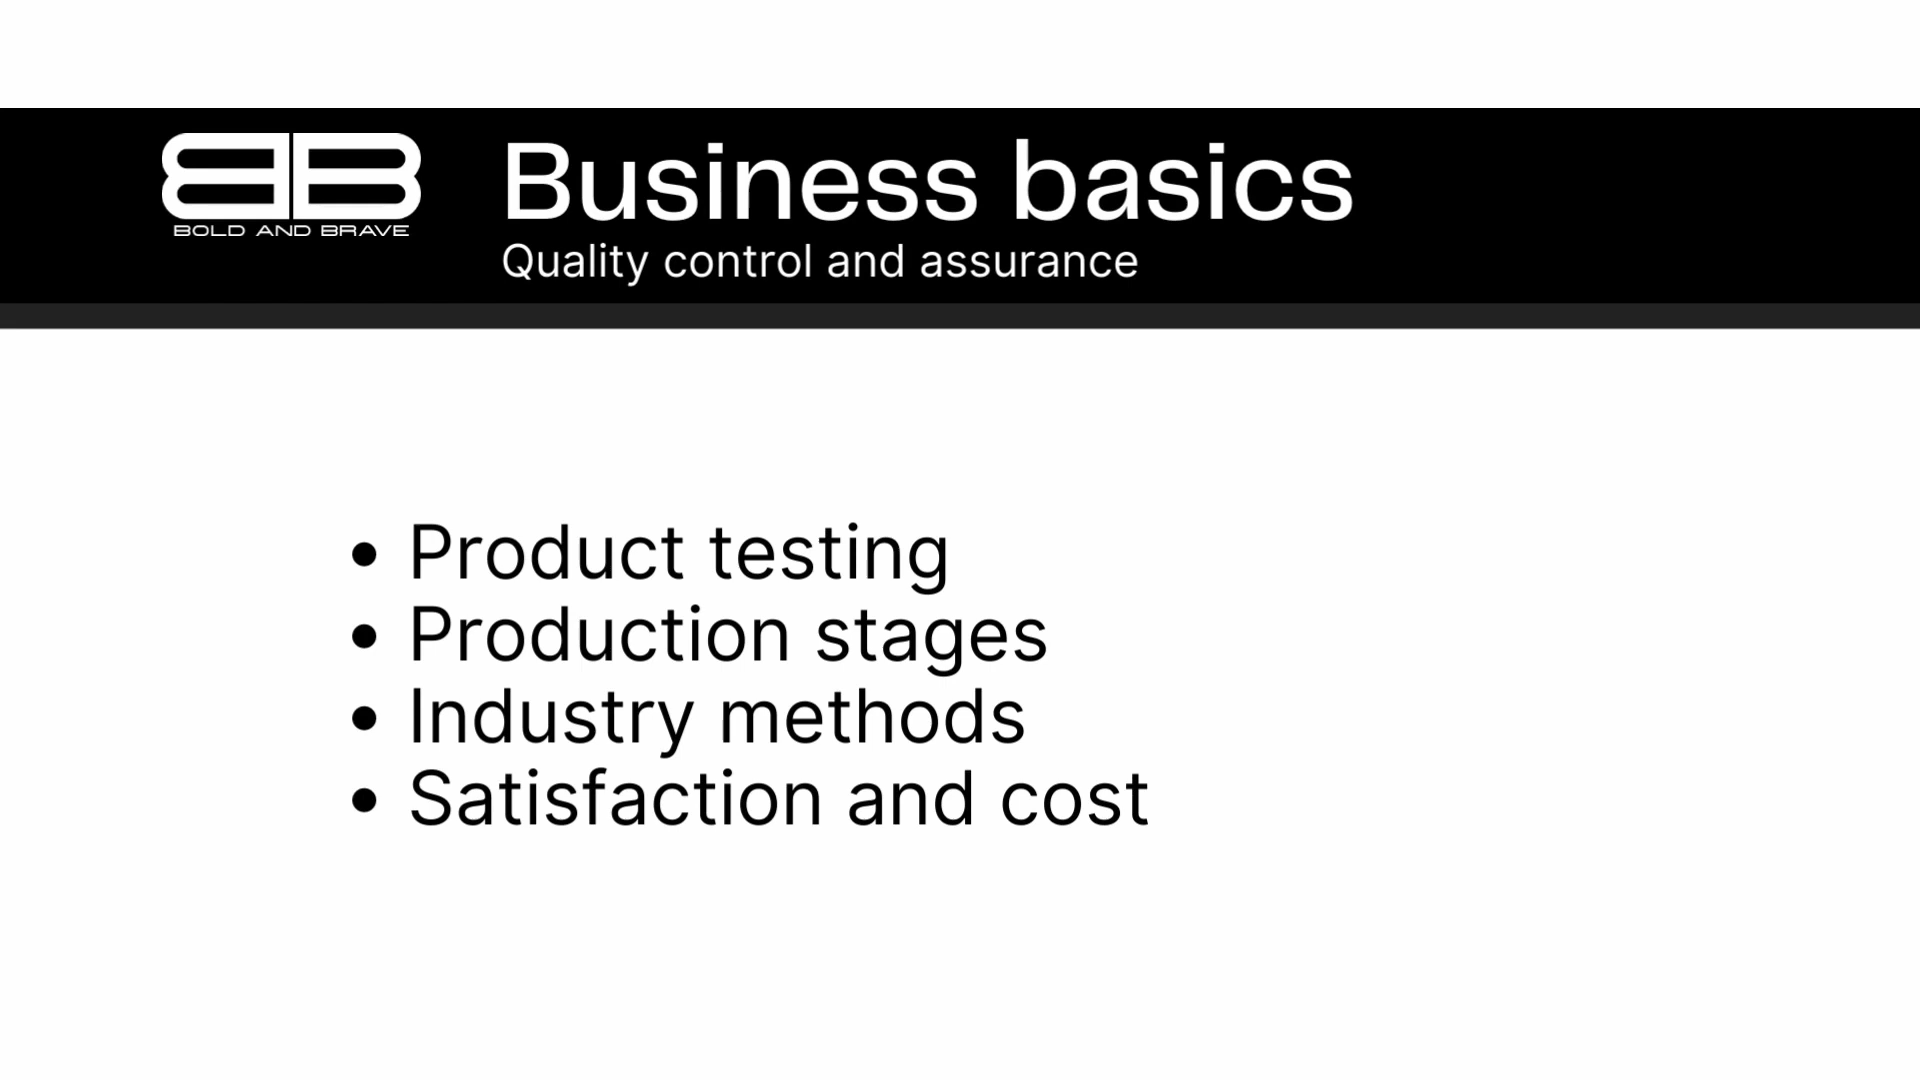 BB
BOLD AND BRAVE
Business basics
Quality control and assurance
• Product testing
• Production stages
• Industry methods
• Satisfaction and cost